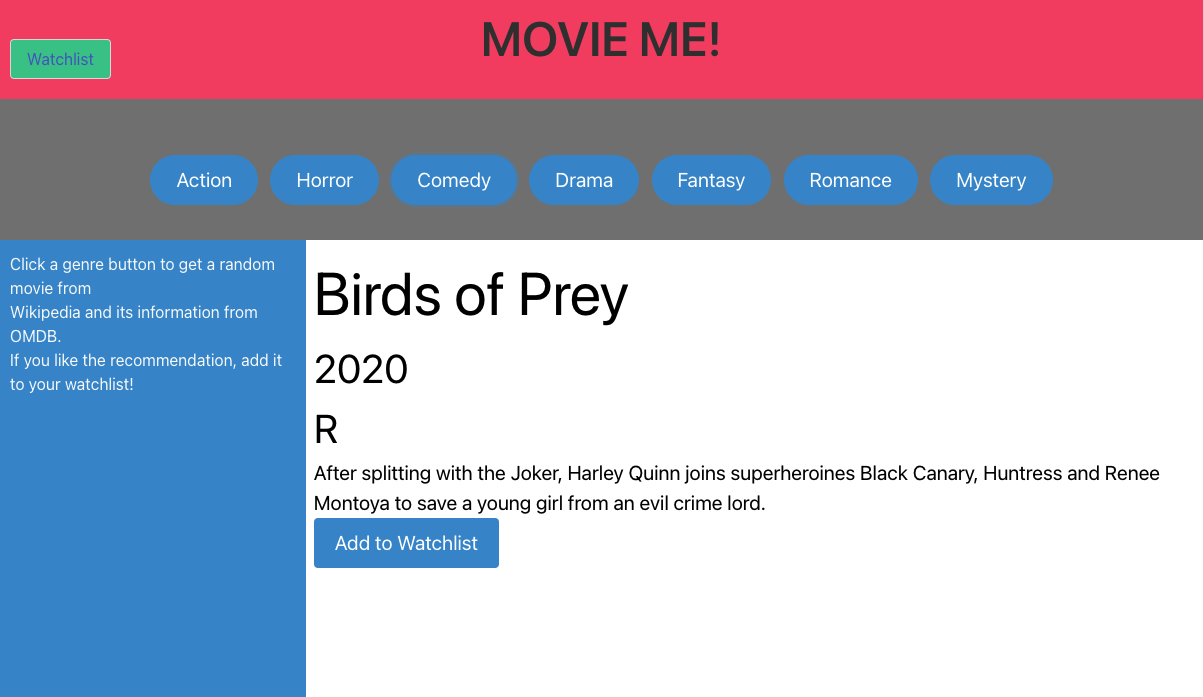 MOVIE ME!
Watchlist
Action Horror Comedy Drama Fantasy Romance Mystery
Click a genre button to get a random
movie from
Wikipedia and its information from
OMDB.
If you like the recommendation, add it
to your watchlist!
Birds of Prey
2020
R
After splitting with the Joker, Harley Quinn joins superheroines Black Canary, Huntress and Renee
Montoya to save a young girl from an evil crime lord.
Add to Watchlist